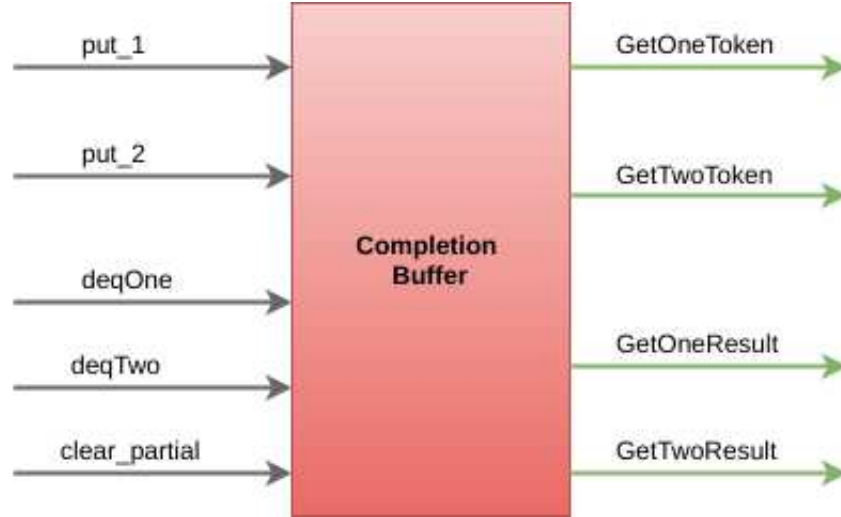 put_1
put_2
deqOne
deqTwo
clear_partial
Completion
Buffer
GetOneToken
GetTwoToken
GetOneResult
GetTwoResult